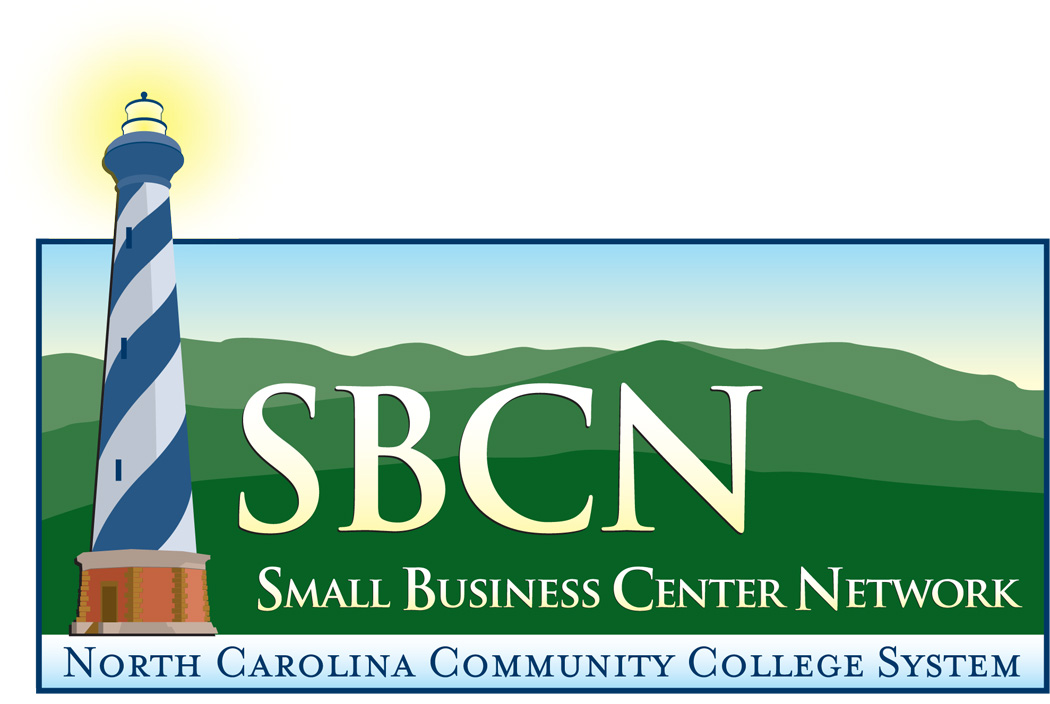 SBCN
Small Business Center Network
North Carolina Community College System